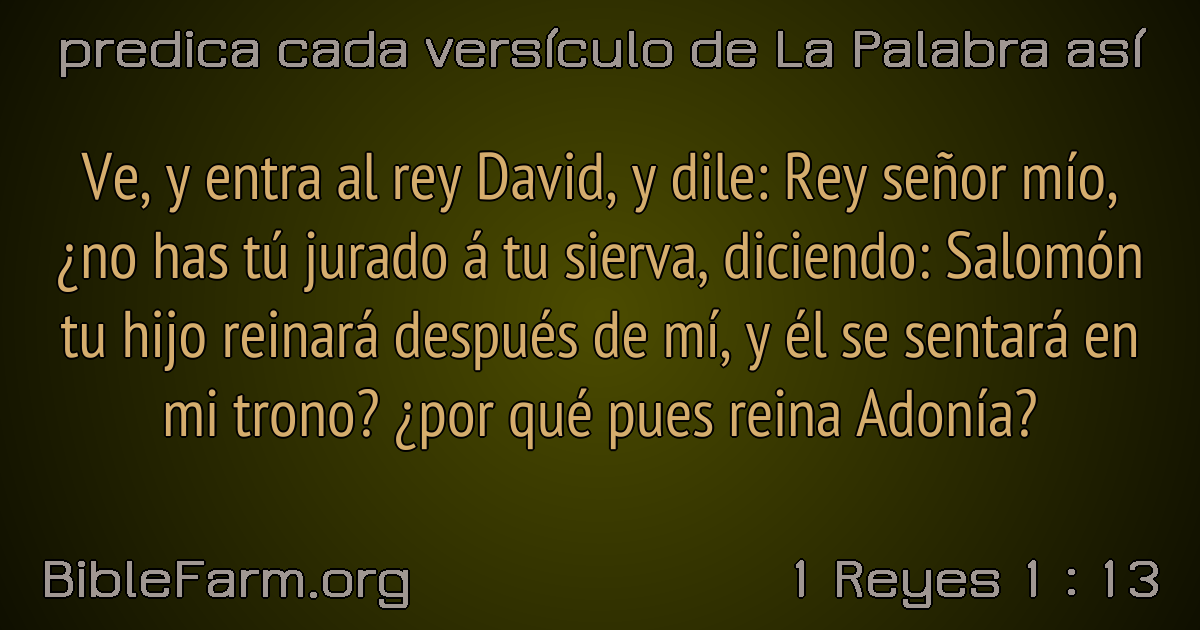 predica cada versículo de La Palabra así
Ve, y entra al rey David, y dile: Rey señor mío,
¿no has tú jurado á tu sierva, diciendo: Salomón
tu hijo reinará después de mí, y él se sentará en
mi trono? ¿por qué pues reina Adonía?
BibleFarm.org
1 Reyes 1 : 13